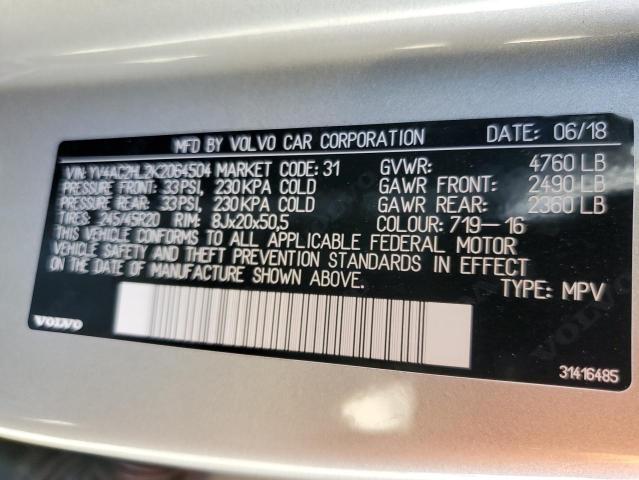 MFD BY VOLVO CAR CORPORATION DATE: 06/18
VIN: YV4AC2HL2K2064504 MARKET CODE: 31 GVWR: 4760 LB
PRESSURE FRONT: 33PSI, 230KPA COLD GAWR FRONT: 2490 LB
PRESSURE REAR: 33PSI, 230KPA COLD GAWR REAR: 2360 LB
TIRES: 245/45R20 RIM: 8Jx20x50,5 COLOUR: 719-16
THIS VEHICLE CONFORMS TO ALL APPLICABLE FEDERAL MOTOR
VEHICLE SAFETY AND THEFT PREVENTION STANDARDS IN EFFECT
ON THE DATE OF MANUFACTURE SHOWN ABOVE.
TYPE: MPV
VOLVO
31416485